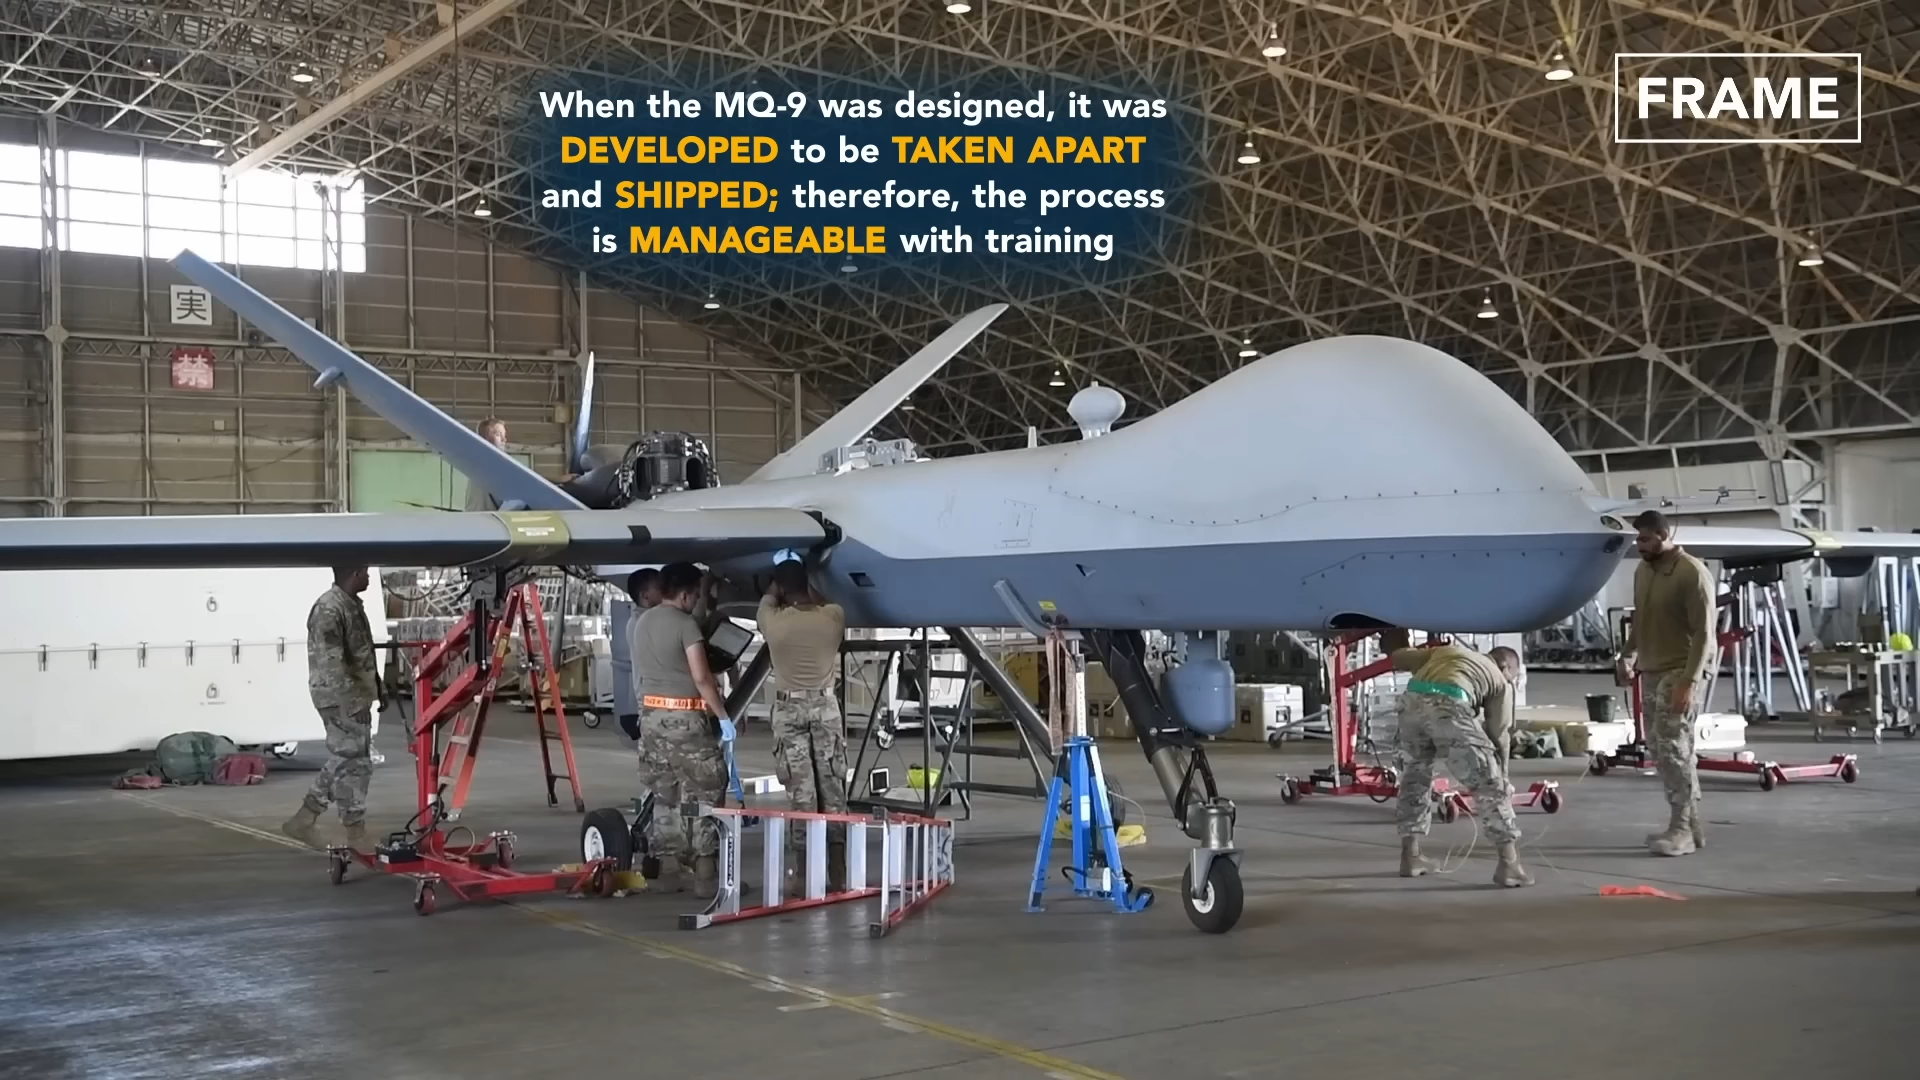 When the MQ-9 was designed, it was
DEVELOPED to be TAKEN APART
and SHIPPED; therefore, the process
is MANAGEABLE with training
FRAME
実
禁